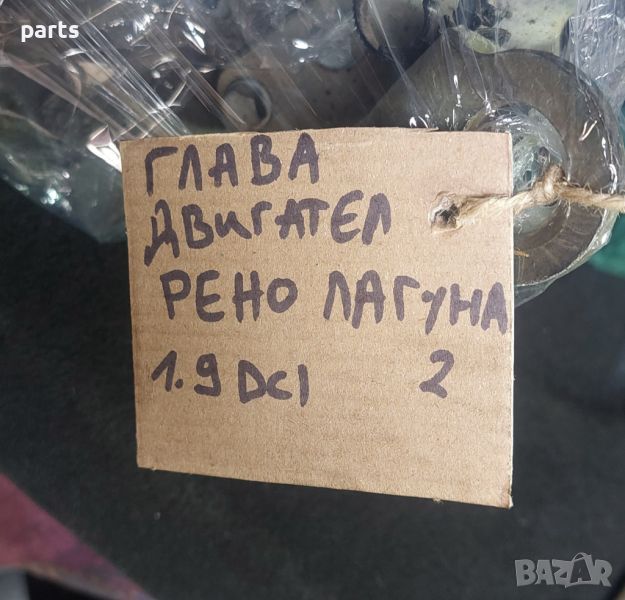 parts
ГЛАВА
ДВИГАТЕЛ
РЕНО ЛАГУНА
1.9 DCI 2
BAZAR